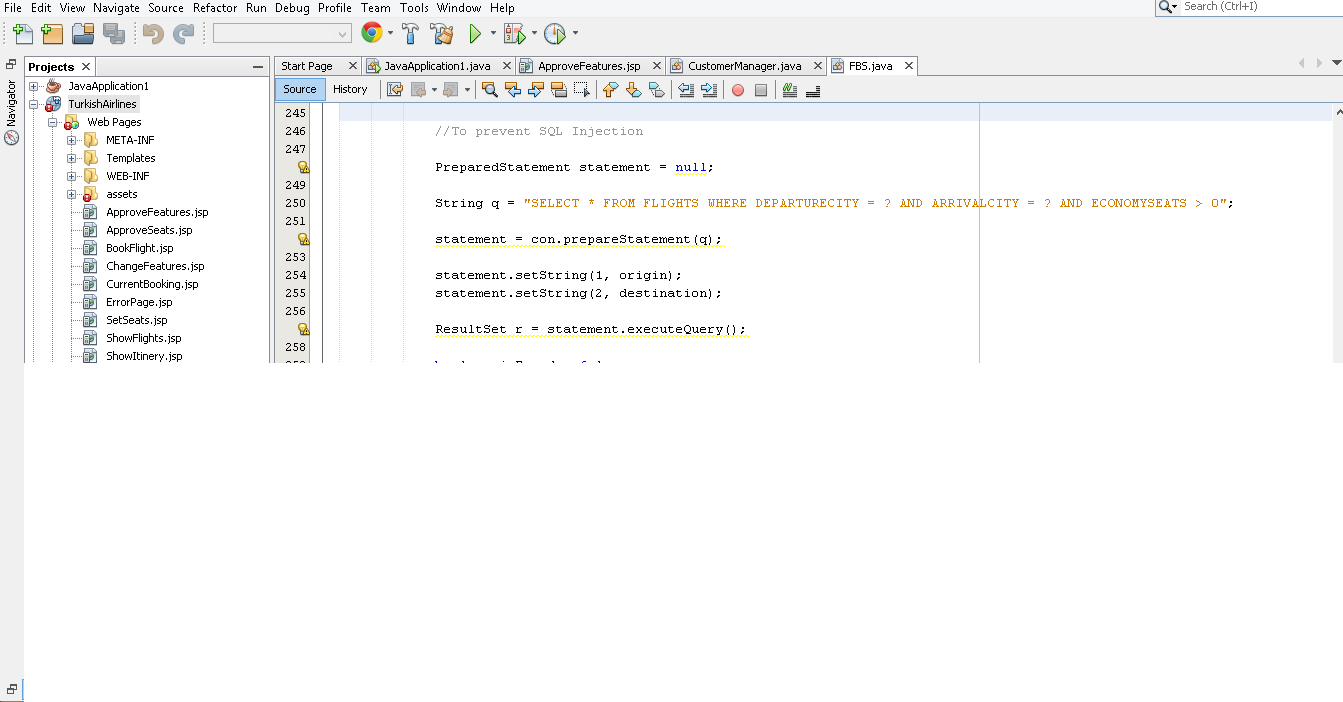 File Edit View Navigate Source Refactor Run Debug Profile Team Tools Window Help
Search (Ctrl+I)
Projects
Navigator
JavaApplication1
TurkishAirlines
Web Pages
META-INF
Templates
WEB-INF
assets
ApproveFeatures.jsp
ApproveSeats.jsp
BookFlight.jsp
ChangeFeatures.jsp
CurrentBooking.jsp
ErrorPage.jsp
SetSeats.jsp
ShowFlights.jsp
ShowItinery.jsp
Start Page JavaApplication1.java ApproveFeatures.jsp CustomerManager.java FBS.java
Source History
245
246 //To prevent SQL Injection
247
PreparedStatement statement = null;
249
250 String q = "SELECT * FROM FLIGHTS WHERE DEPARTURECITY = ? AND ARRIVALCITY = ? AND ECONOMYSEATS > 0";
251
statement = con.prepareStatement(q);
253
254 statement.setString(1, origin);
255 statement.setString(2, destination);
256
ResultSet r = statement.executeQuery();
258